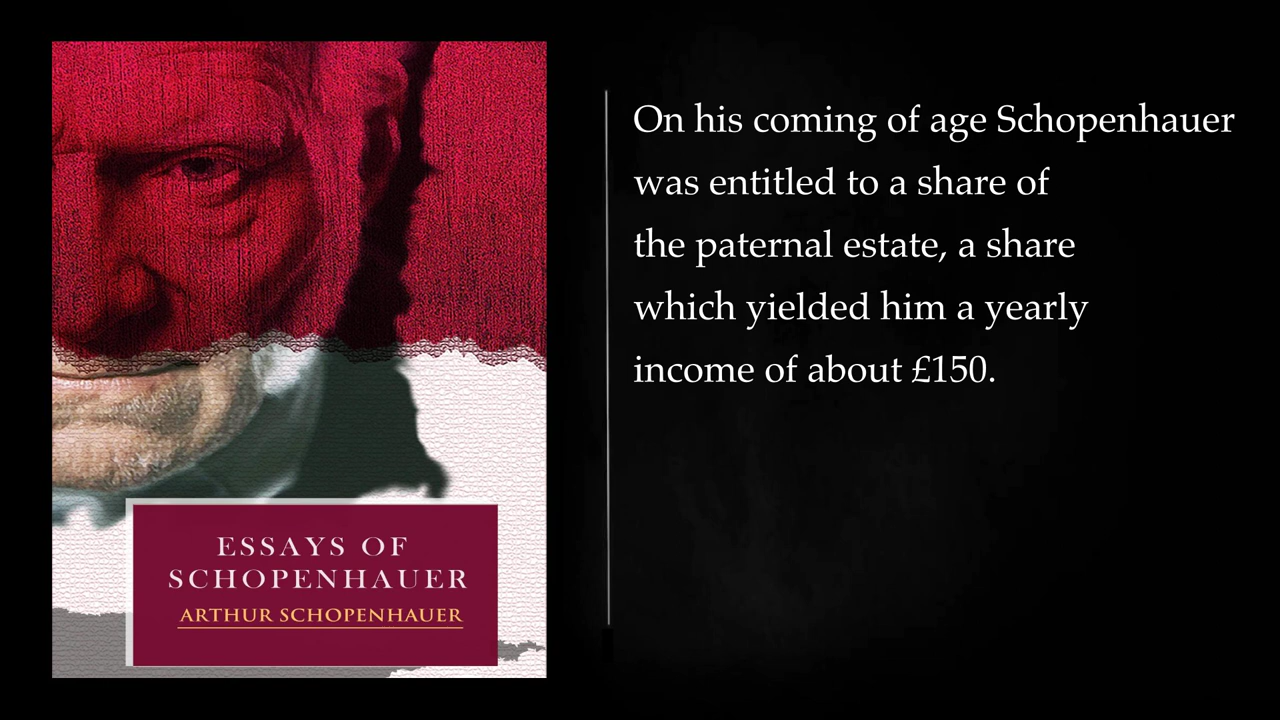 ESSAYS OF
SCHOPENHAUER
ARTHUR SCHOPENHAUER
On his coming of age Schopenhauer
was entitled to a share of
the paternal estate, a share
which yielded him a yearly
income of about £150.